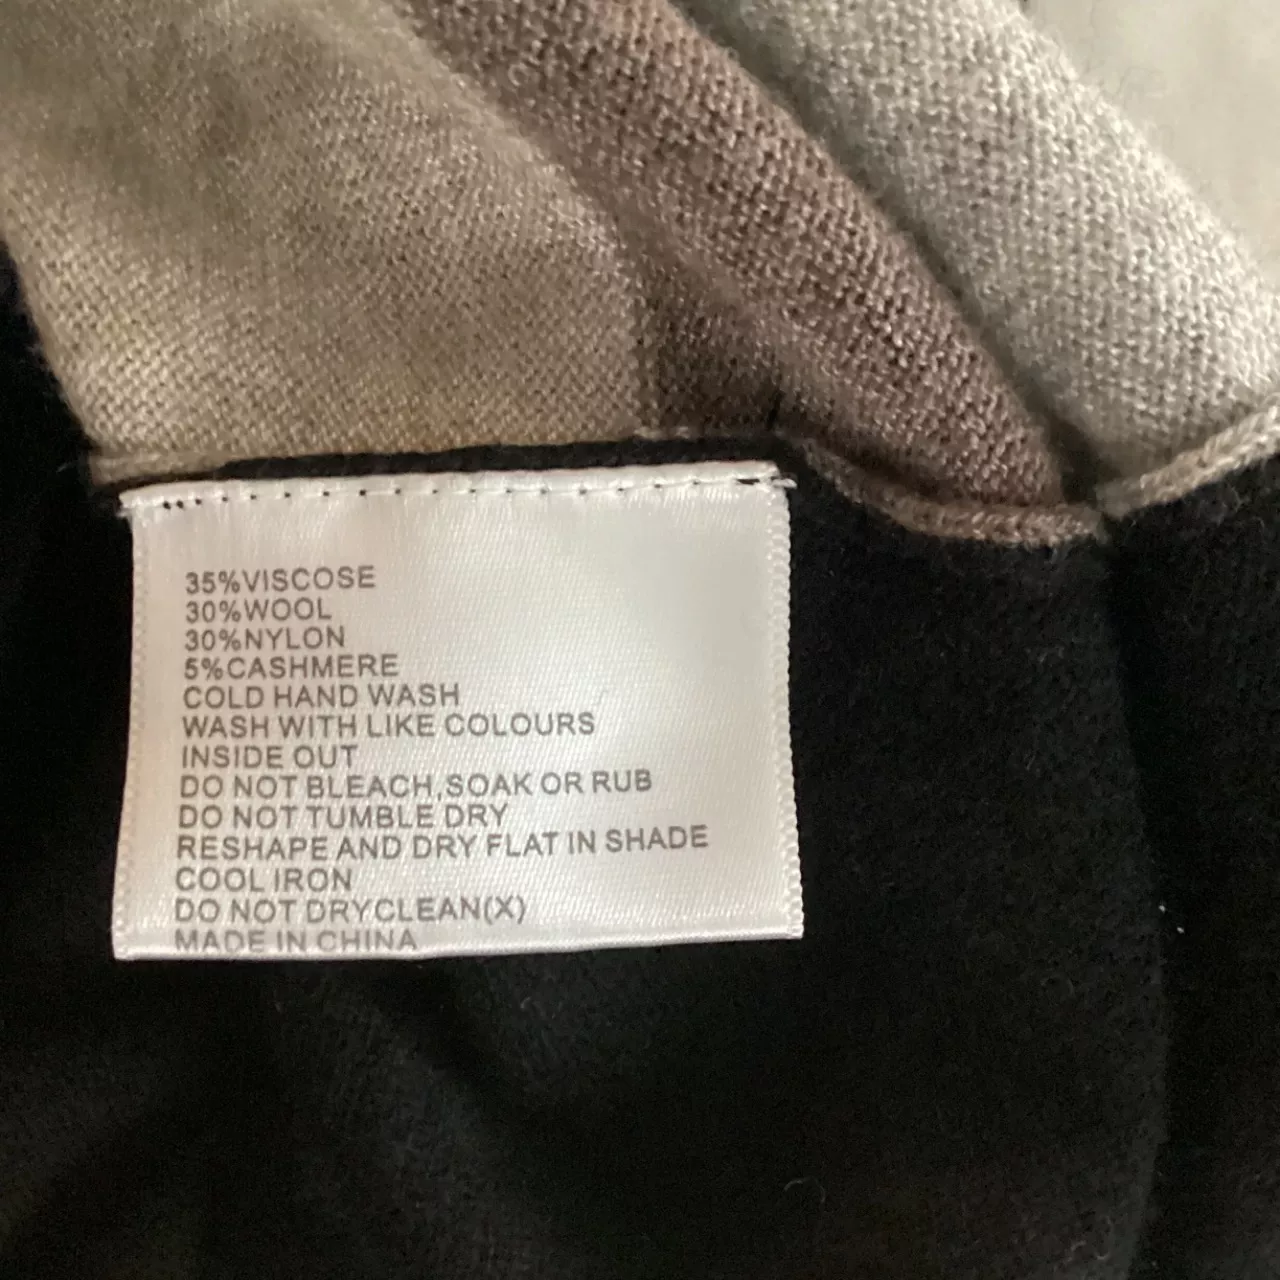 35%VISCOSE
30%WOOL
30%NYLON
5%CASHMERE
COLD HAND WASH
WASH WITH LIKE COLOURS
INSIDE OUT
DO NOT BLEACH,SOAK OR RUB
DO NOT TUMBLE DRY
RESHAPE AND DRY FLAT IN SHADE
COOL IRON
DO NOT DRYCLEAN(X)
MADE IN CHINA